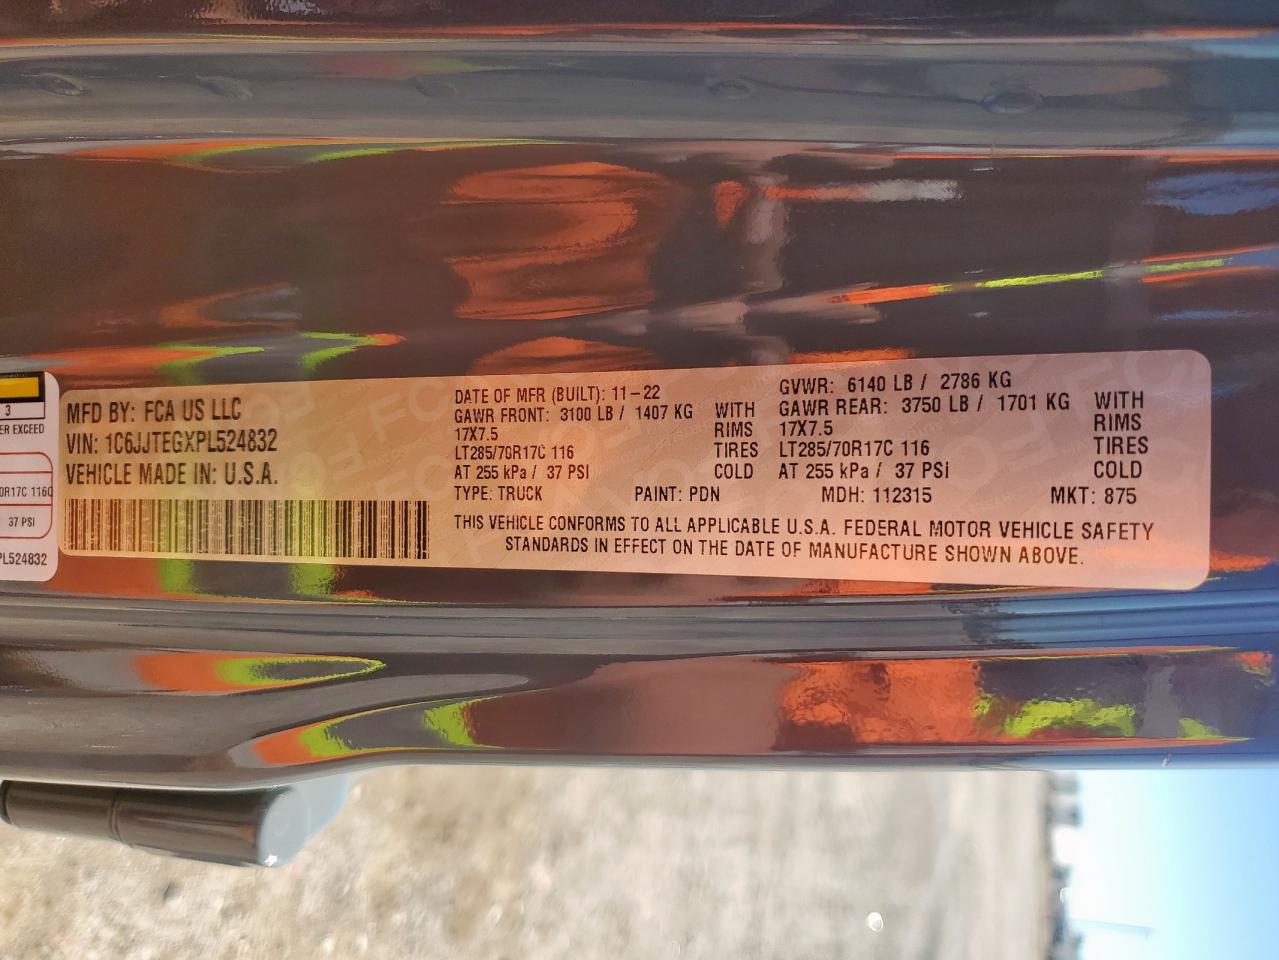 3
ER EXCEED
70R17C 116
37 PSI
PL524832
MFD BY: FCA US LLC
VIN: 1C6JJTEGXPL524832
VEHICLE MADE IN: U.S.A.
DATE OF MFR (BUILT): 11-22
GAWR FRONT: 3100 LB / 1407 KG WITH
17X7.5 RIMS
LT285/70R17C 116 TIRES
AT 255 kPa / 37 PSI COLD
GVWR: 6140 LB / 2786 KG
GAWR REAR: 3750 LB / 1701 KG WITH
17X7.5 RIMS
LT285/70R17C 116 TIRES
AT 255 kPa / 37 PSI COLD
TYPE: TRUCK PAINT: PDN MDH: 112315 MKT: 875
THIS VEHICLE CONFORMS TO ALL APPLICABLE U.S.A. FEDERAL MOTOR VEHICLE SAFETY
STANDARDS IN EFFECT ON THE DATE OF MANUFACTURE SHOWN ABOVE.